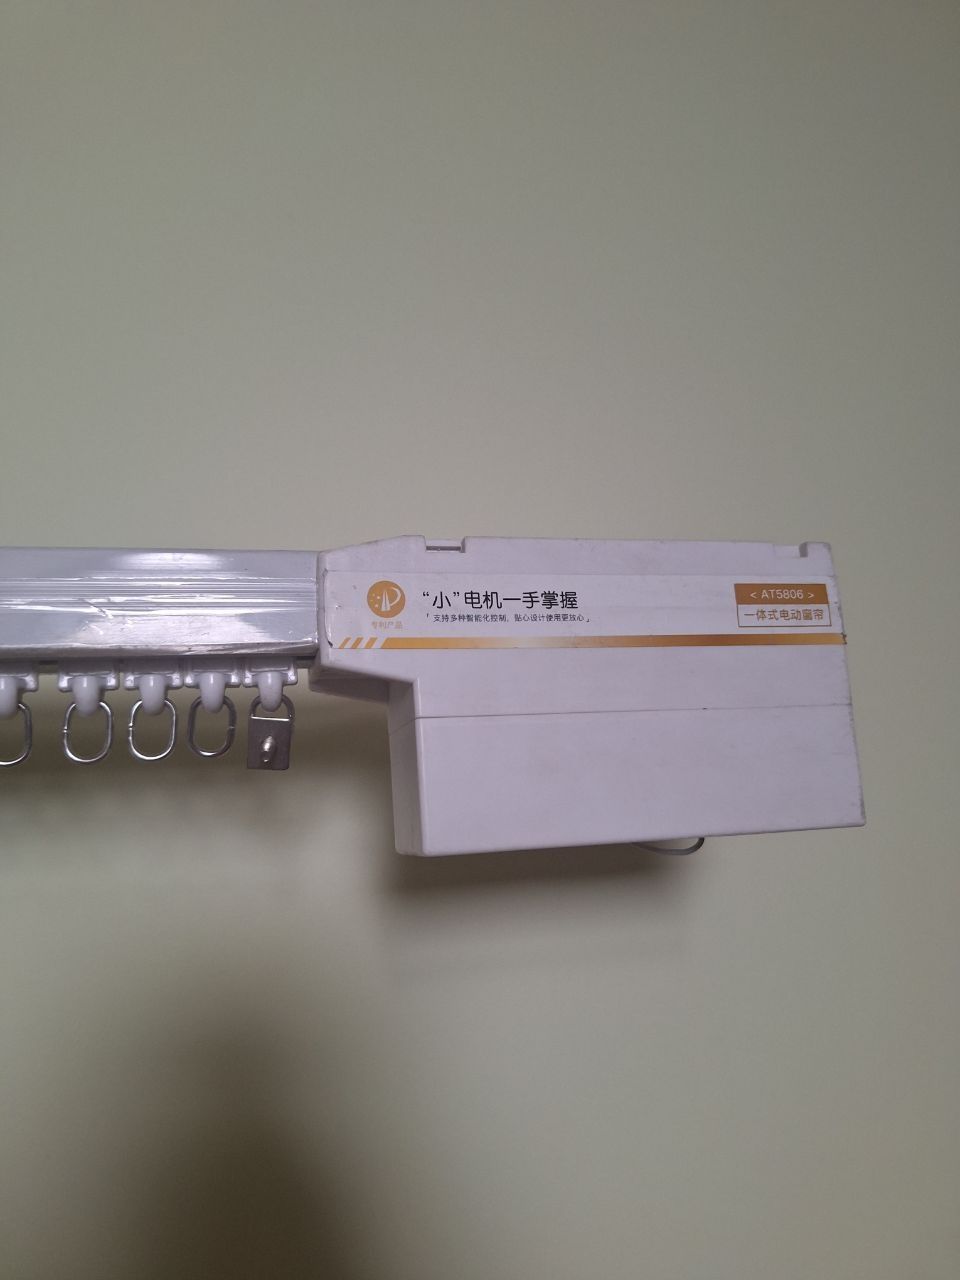 专利产品
“小”电机一手掌握
「支持多种智能化控制，贴心设计使用更放心」
< AT5806 >
一体式电动窗帘